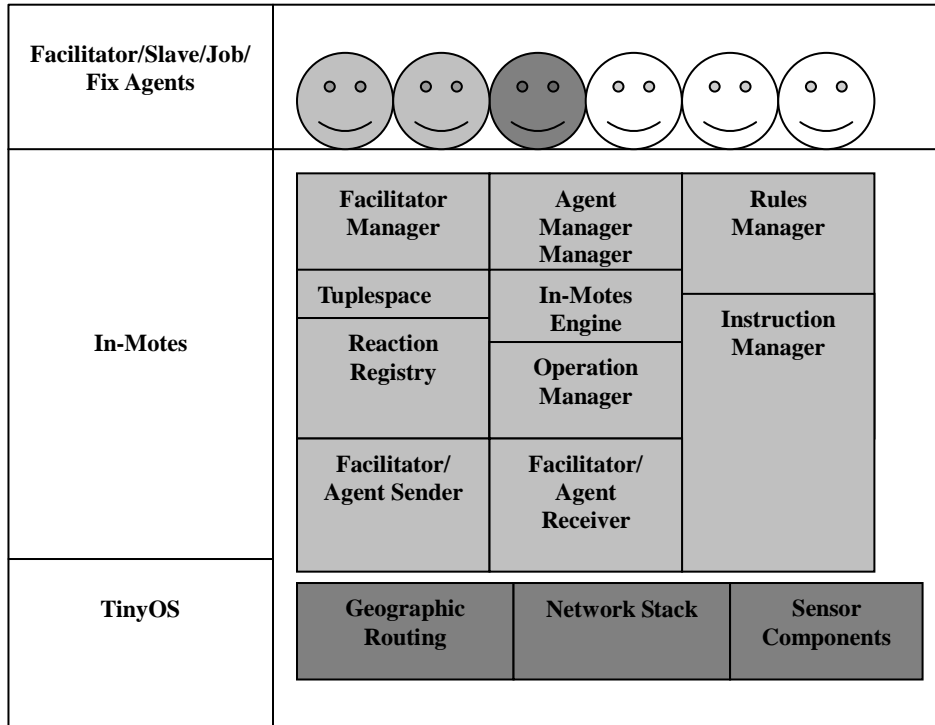 Facilitator/Slave/Job/
Fix Agents
In-Motes
Facilitator
Manager
Agent
Manager
Manager
Rules
Manager
Tuplespace
In-Motes
Engine
Instruction
Manager
Reaction
Registry
Operation
Manager
Facilitator/
Agent Sender
Facilitator/
Agent
Receiver
TinyOS
Geographic
Routing
Network Stack
Sensor
Components